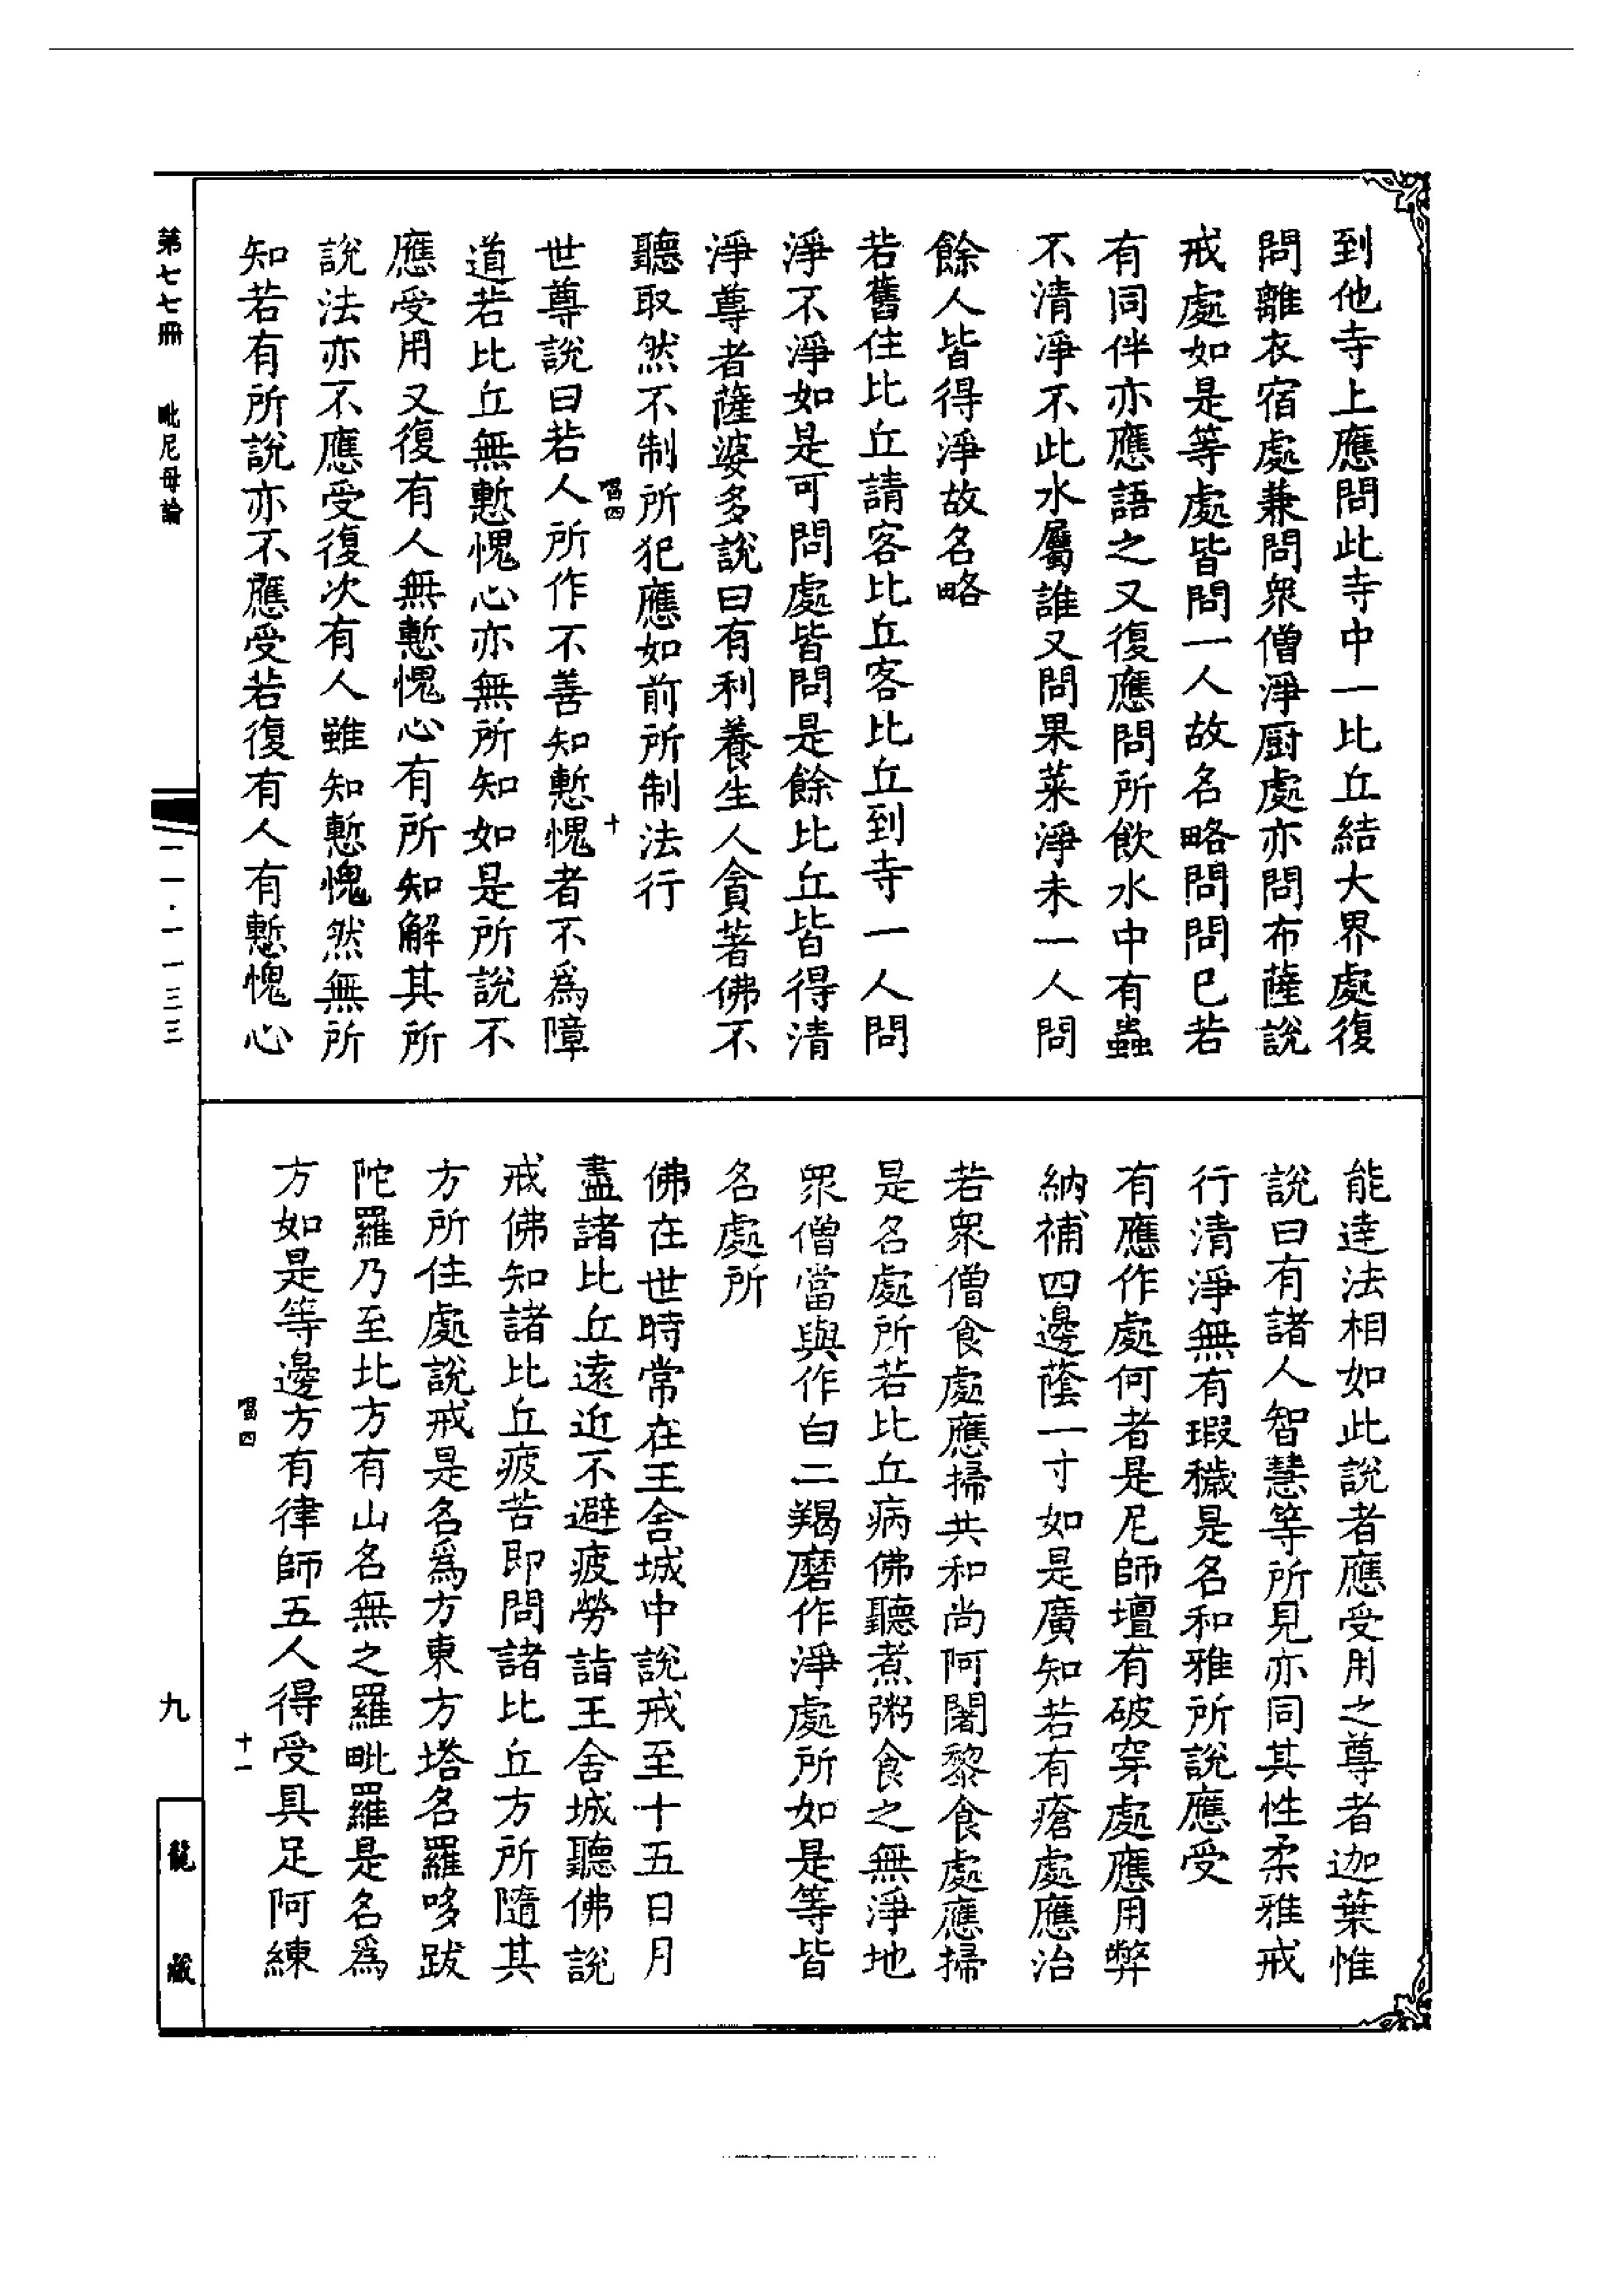 到他寺上應問此寺中一比丘結大界處復
問離衣宿處兼問衆僧淨厨處亦問布薩說
戒處如是等處皆問一人故名略問問已若
有同伴亦應語之又復應問所飲水中有蟲
不清淨不此水屬誰又問果菜淨未一人問
餘人皆得淨故名略
若舊住比丘請客比丘客比丘到寺一人問
淨不淨如是可問處皆問是餘比丘皆得清
淨尊者薩婆多說曰有利養生人貪著佛不
聽取然不制所犯應如前所制法行
唱四
十
世尊說曰若人所作不善知慙愧者不爲障
道若比丘無慙愧心亦無所知如是所說不
應受用又復有人無慙愧心有所知解其所
說法亦不應受復次有人雖知慙愧然無所
知若有所說亦不應受若復有人有慙愧心
能達法相如此說者應受用之尊者迦葉惟
說曰有諸人智慧等所見亦同其性柔雅戒
行清淨無有瑕穢是名和雅所說應受
有應作處何者是尼師壇有破穿處應用弊
納補四邊蔭一寸如是廣知若有瘡處應治
若衆僧食處應掃共和尚阿闍黎食處應掃
是名處所若比丘病佛聽煮粥食之無淨地
衆僧當與作白二羯磨作淨處所如是等皆
名處所
佛在世時常在王舍城中說戒至十五日月
盡諸比丘遠近不避疲勞詣王舍城聽佛說
戒佛知諸比丘疲苦即問諸比丘方所隨其
方所住處說戒是名爲方東方塔名羅哆跋
陀羅乃至北方有山名無之羅羅毗羅是名爲
方如是等邊方有律師五人得受具足阿練
唱四
十一
第七七冊
毗尼母論
一一·一一三三
九
龍藏